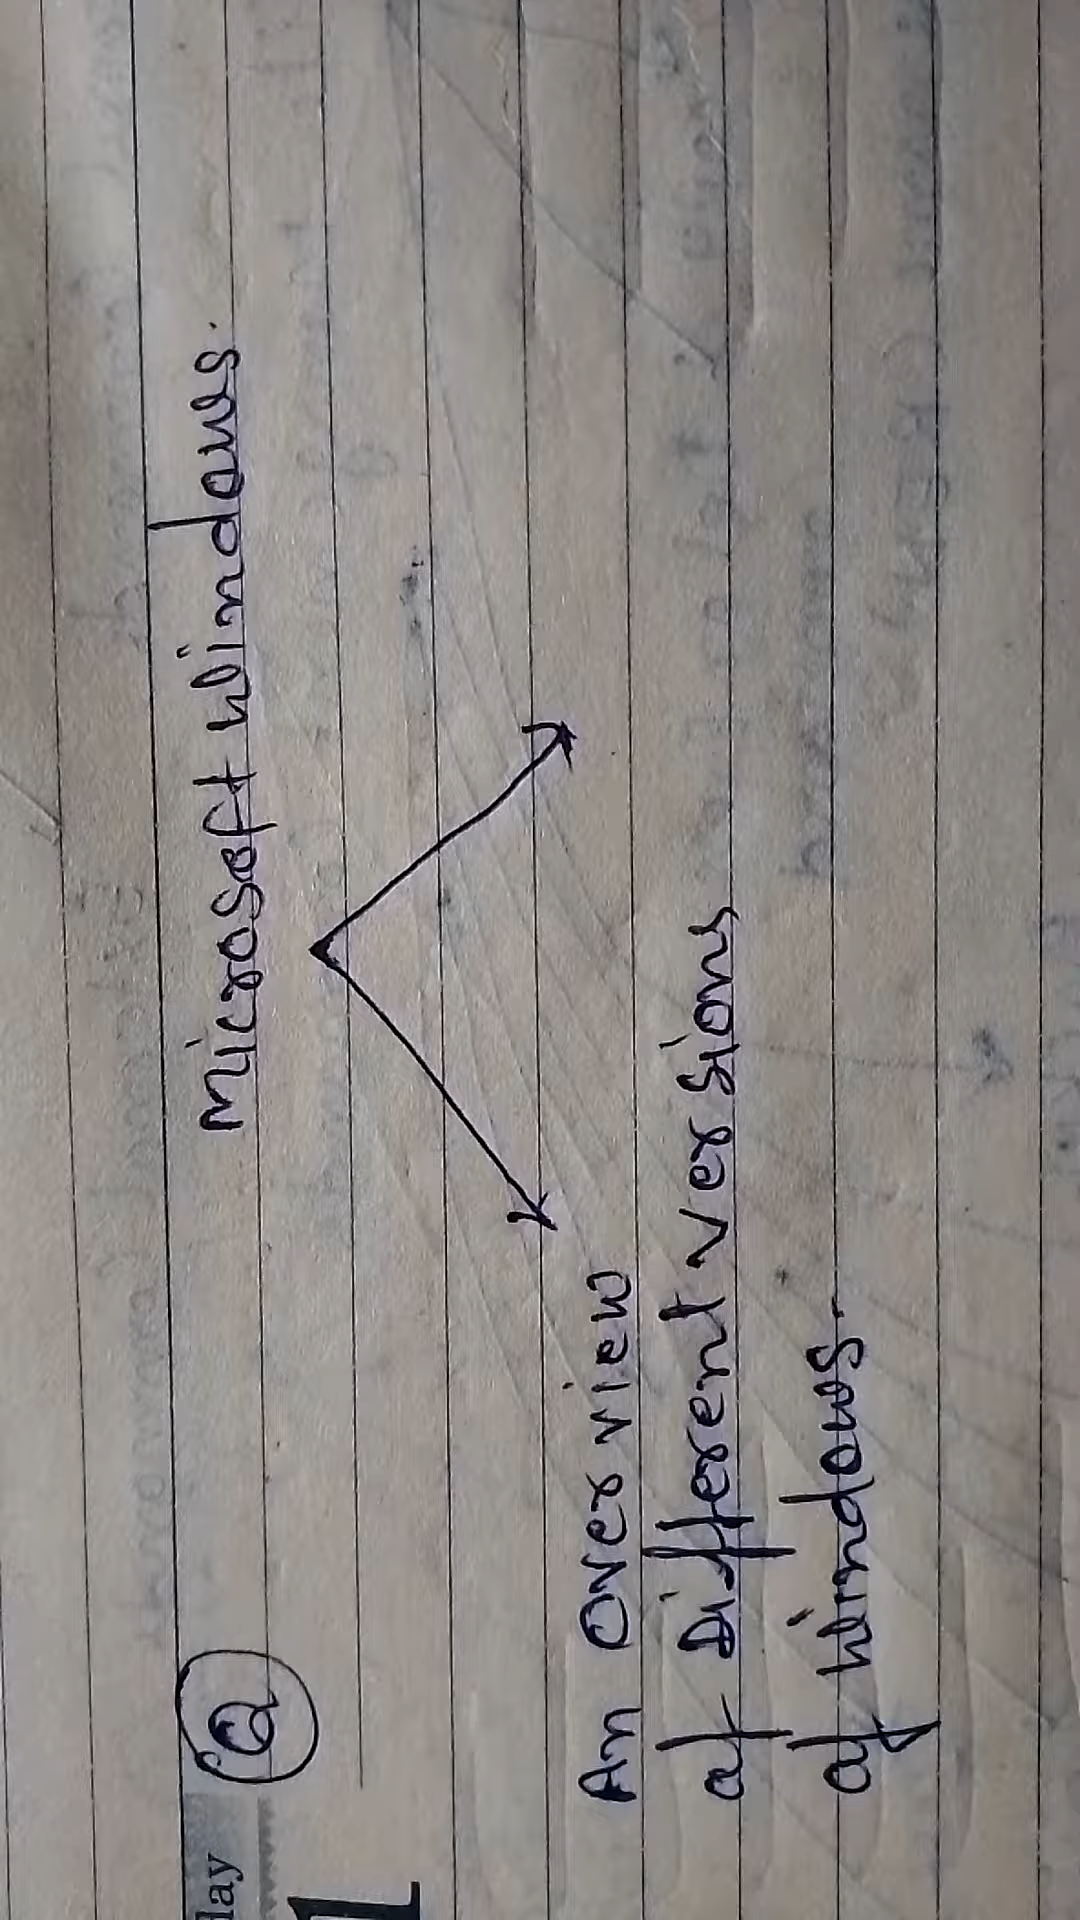 lay
Q
Microsoft Windows.
1
An Overview
of Different versions
of Windows.